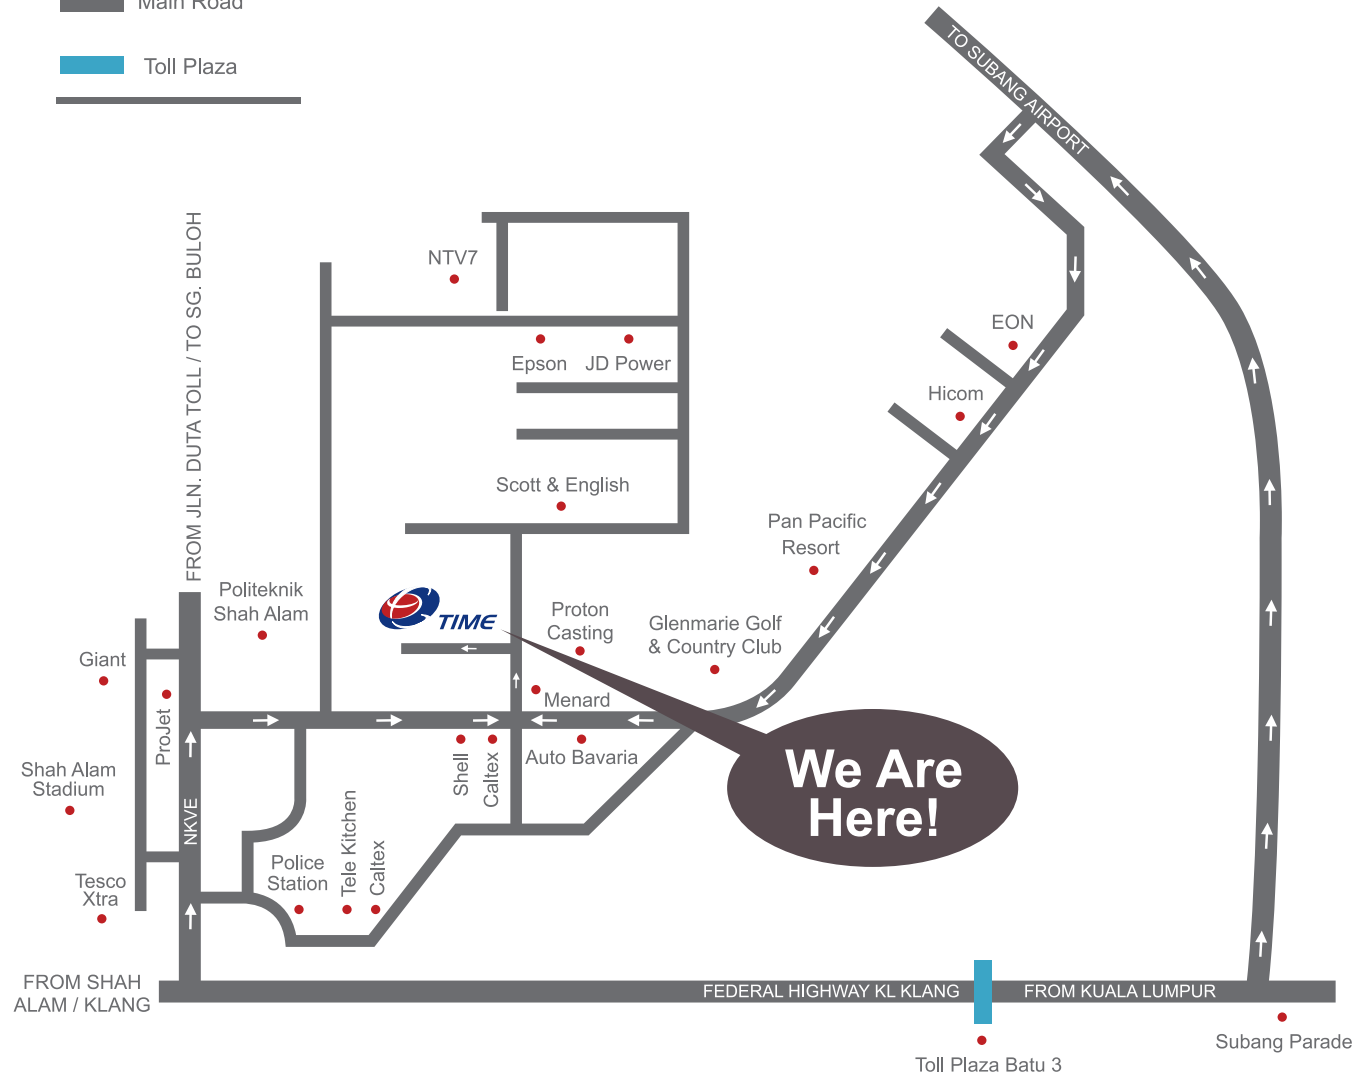 Main Road
Toll Plaza
TO SUBANG AIRPORT
FROM JLN. DUTA TOLL / TO SG. BULOH
NTV7
EON
Epson
JD Power
Hicom
Scott & English
Pan Pacific
Resort
Politeknik
Shah Alam
TIME
Proton
Casting
Glenmarie Golf
& Country Club
Giant
ProJet
Menard
Shell
Caltex
Auto Bavaria
We Are
Here!
Shah Alam
Stadium
NKVE
Tele Kitchen
Caltex
Police
Station
Tesco
Xtra
FROM SHAH
ALAM / KLANG
FEDERAL HIGHWAY KL KLANG
FROM KUALA LUMPUR
Subang Parade
Toll Plaza Batu 3